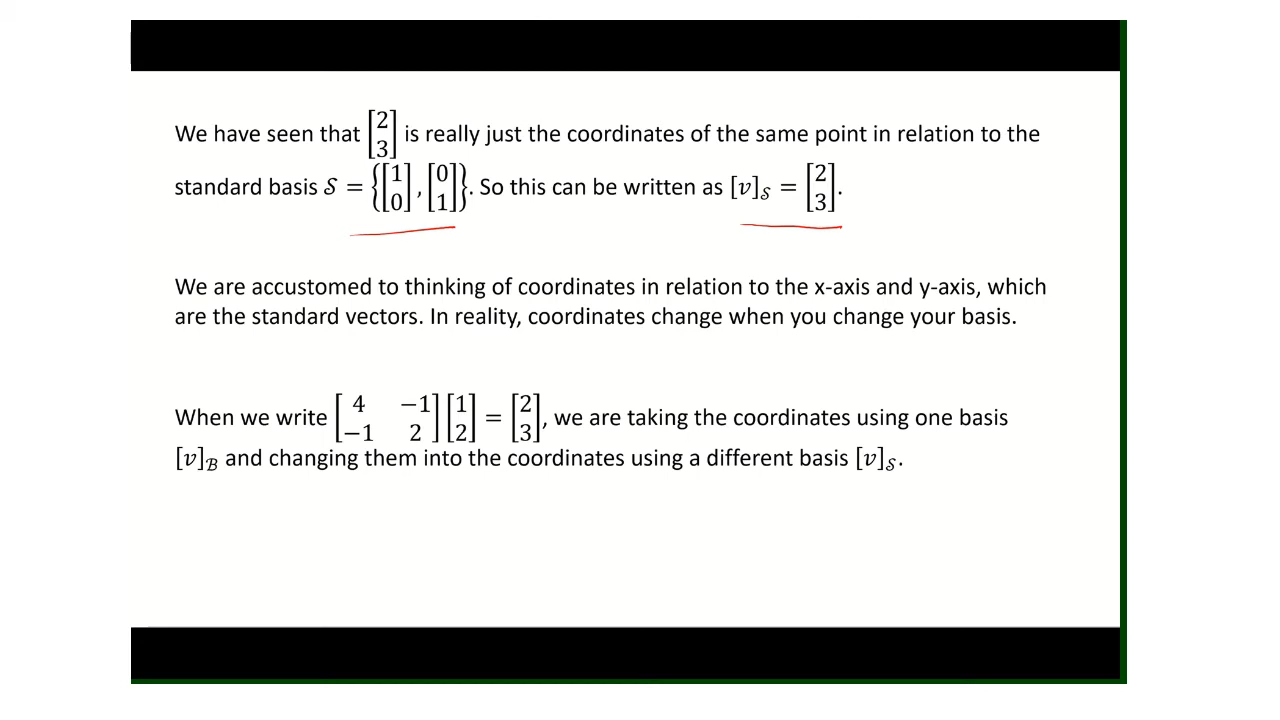 We have seen that [2 3] is really just the coordinates of the same point in relation to the
standard basis 𝒮 = {[1 0], [0 1]}. So this can be written as [v]_𝒮 = [2 3].
We are accustomed to thinking of coordinates in relation to the x-axis and y-axis, which
are the standard vectors. In reality, coordinates change when you change your basis.
When we write [4 −1 −1 2][1 2] = [2 3], we are taking the coordinates using one basis
[v]_ℬ and changing them into the coordinates using a different basis [v]_𝒮.